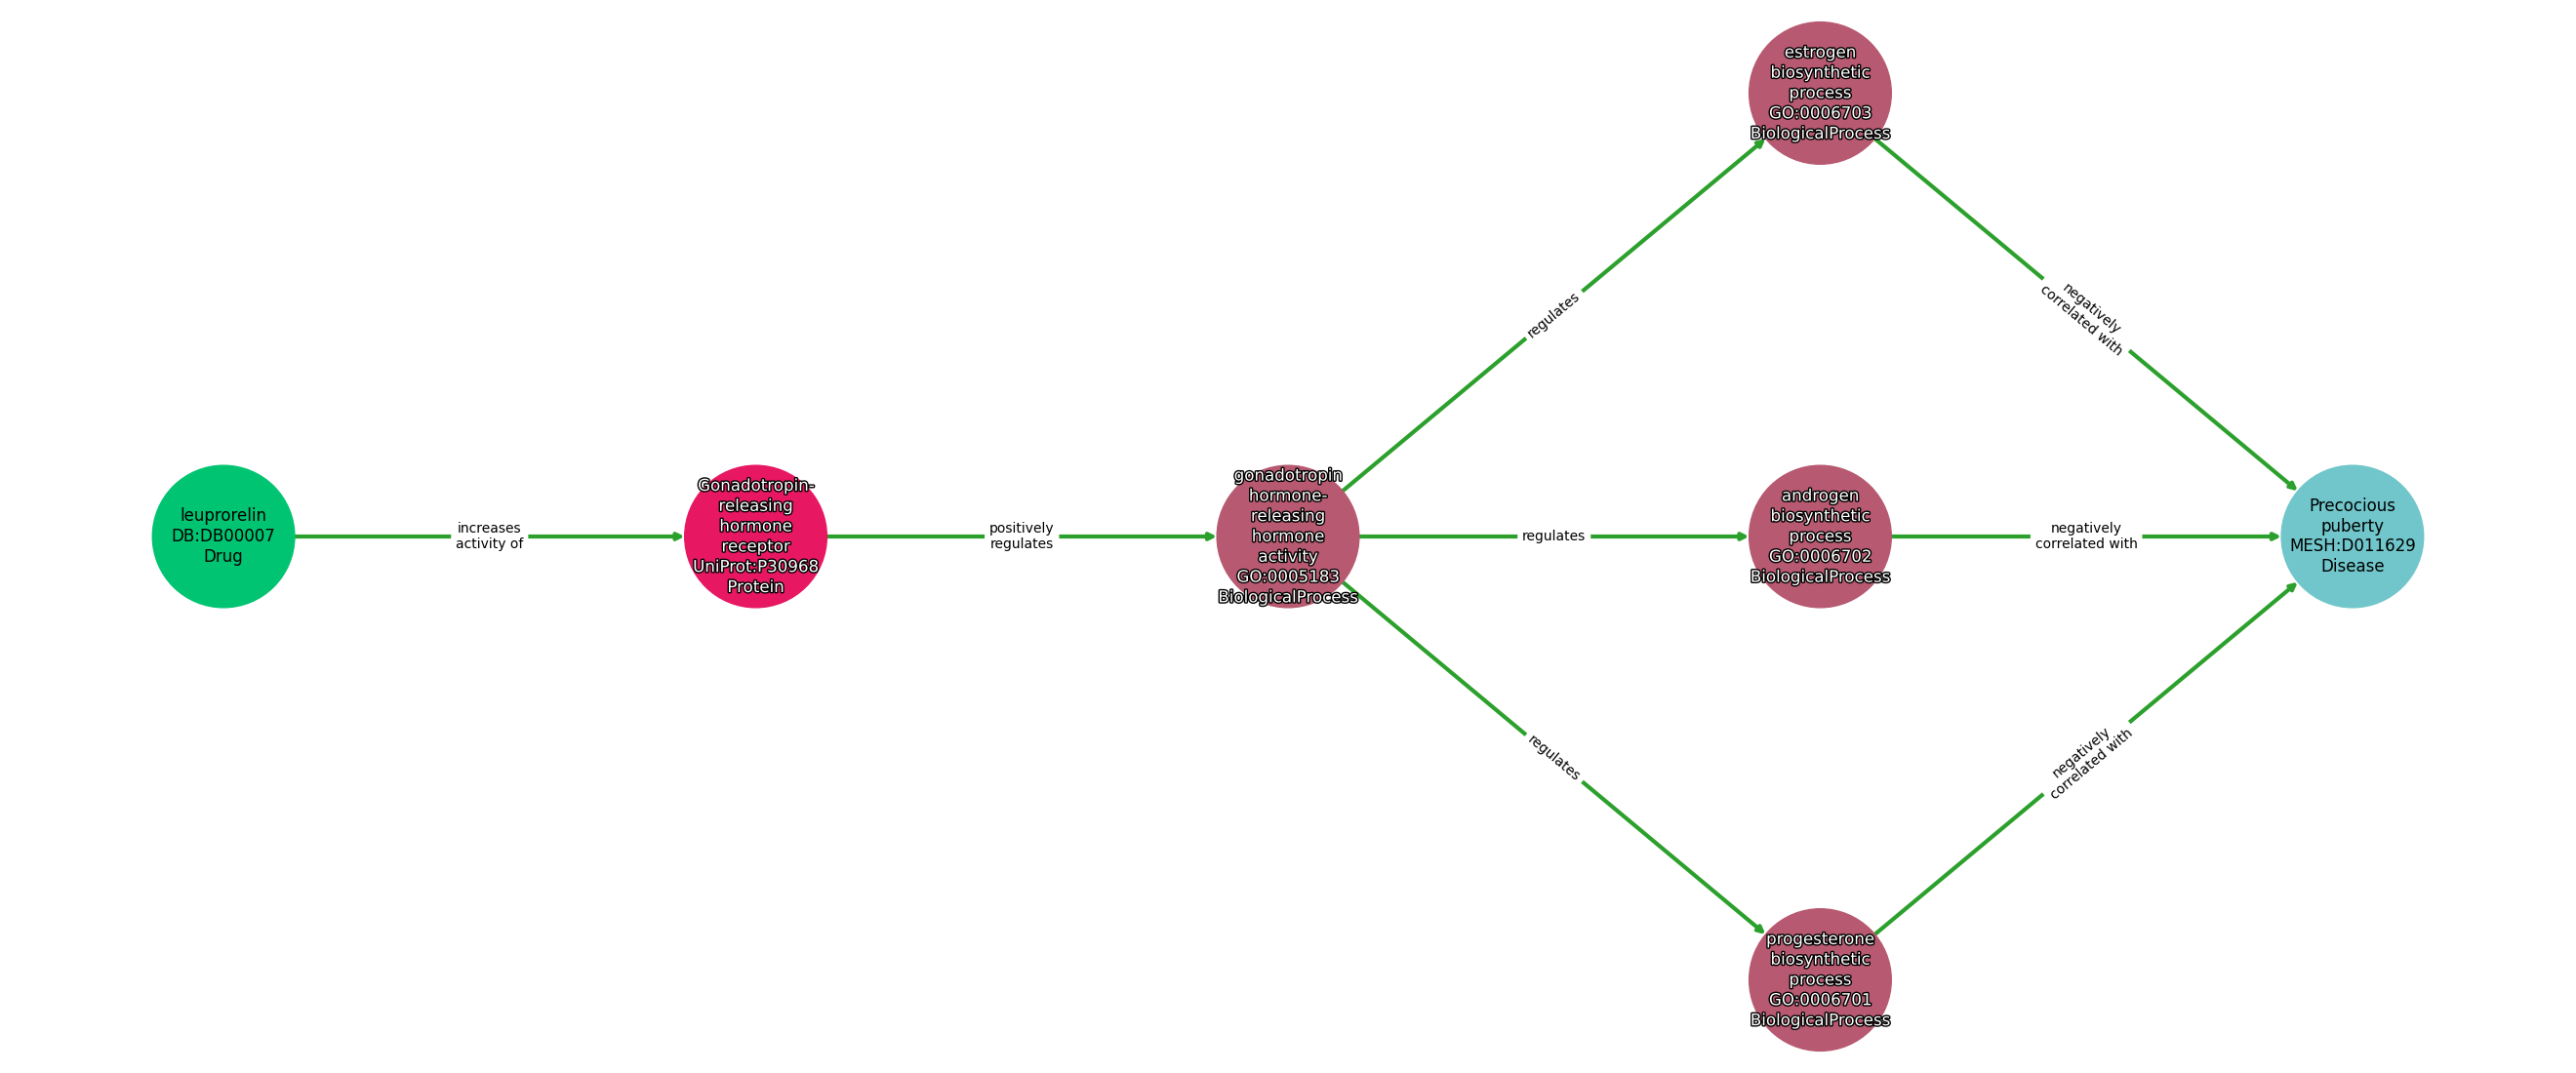 estrogen
biosynthetic
process
GO:0006703
BiologicalProcess
regulates
negatively
correlated with
leuprorelin
DB:DB00007
Drug
increases
activity of
Gonadotropin-
releasing
hormone
receptor
UniProt:P30968
Protein
positively
regulates
gonadotropin
hormone-
releasing
hormone
activity
GO:0005183
BiologicalProcess
regulates
androgen
biosynthetic
process
GO:0006702
BiologicalProcess
negatively
correlated with
Precocious
puberty
MESH:D011629
Disease
regulates
negatively
correlated with
progesterone
biosynthetic
process
GO:0006701
BiologicalProcess